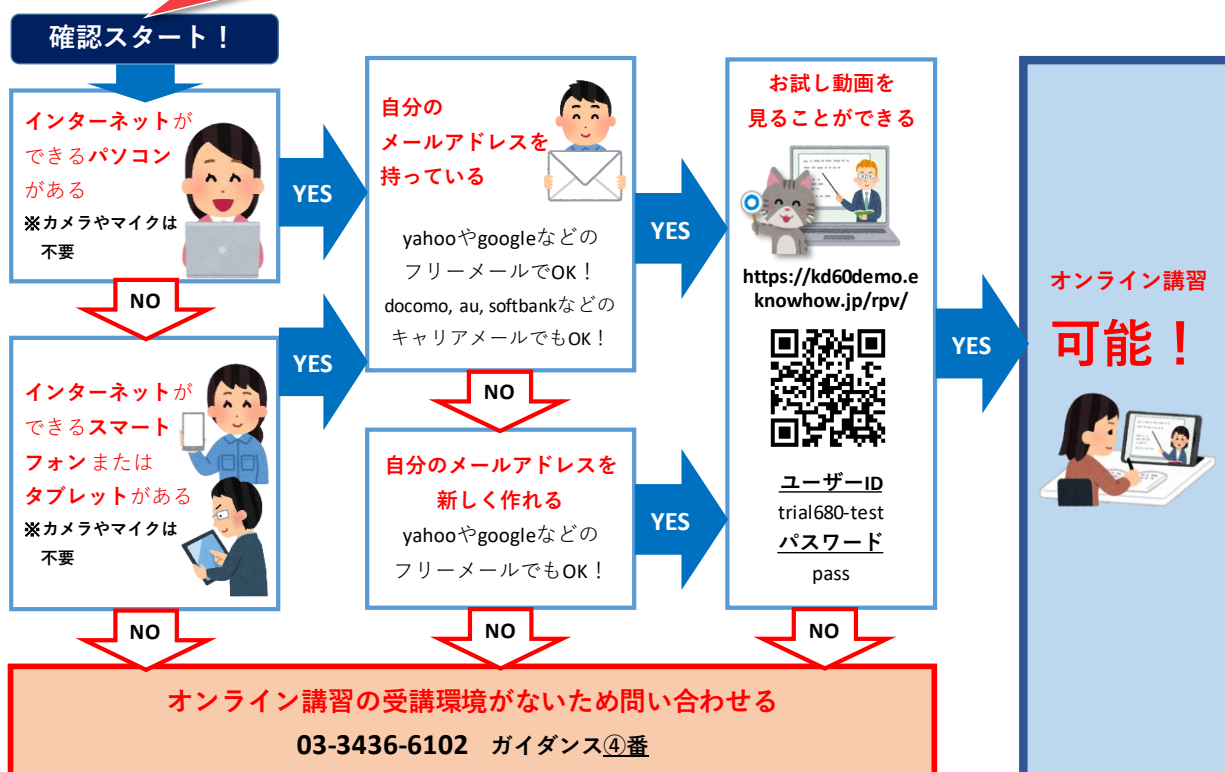 確認スタート！
インターネットが
できるパソコン
がある
※カメラやマイクは
不要
YES
NO
インターネットが
できるスマート
フォンまたは
タブレットがある
※カメラやマイクは
不要
YES
NO
自分の
メールアドレスを
持っている
yahooやgoogleなどの
フリーメールでOK！
docomo, au, softbankなどの
キャリアメールでもOK！
YES
NO
自分のメールアドレスを
新しく作れる
yahooやgoogleなどの
フリーメールでもOK！
YES
NO
お試し動画を
見ることができる
https://kd60demo.e
knowhow.jp/rpv/
ユーザーID
trial680-test
パスワード
pass
YES
NO
オンライン講習
可能！
オンライン講習の受講環境がないため問い合わせる
03-3436-6102 ガイダンス④番